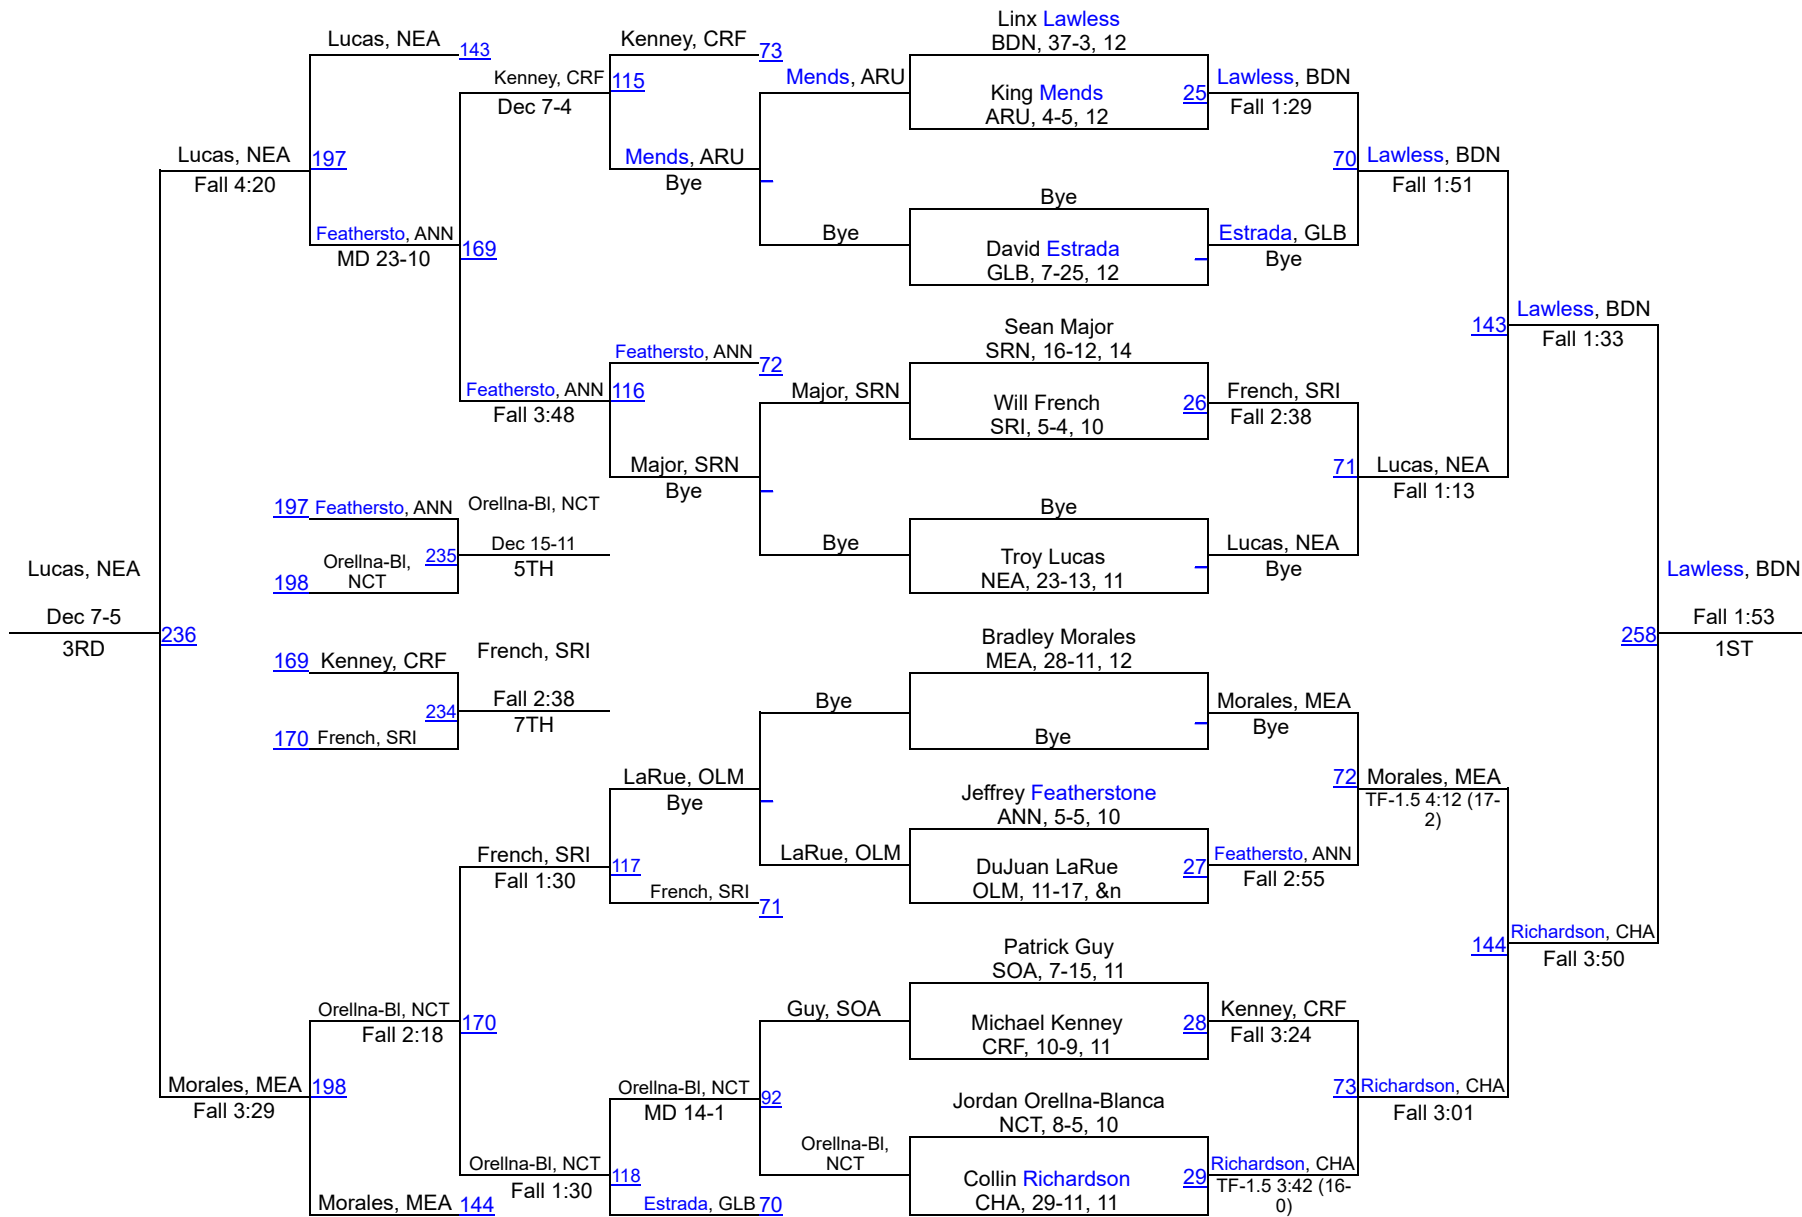 Linx Lawless
BDN, 37-3, 12
Lucas, NEA
143
Kenney, CRF
73
Kenney, CRF
115
Dec 7-4
Mends, ARU
King Mends
25
ARU, 4-5, 12
Lawless, BDN
Fall 1:29
Lucas, NEA
197
Fall 4:20
Mends, ARU
Bye
70
Lawless, BDN
Fall 1:51
Feathersto, ANN
169
MD 23-10
Bye
Bye
David Estrada
GLB, 7-25, 12
Estrada, GLB
Bye
Lawless, BDN
143
Fall 1:33
Sean Major
SRN, 16-12, 14
Feathersto, ANN
72
Feathersto, ANN
116
Fall 3:48
Major, SRN
Will French
26
SRI, 5-4, 10
French, SRI
Fall 2:38
Major, SRN
Bye
71
Lucas, NEA
Fall 1:13
197
Feathersto, ANN
Orellna-Bl, NCT
235
Dec 15-11
5TH
Orellna-Bl,
NCT
198
Bye
Bye
Troy Lucas
NEA, 23-13, 11
Lucas, NEA
Bye
Lucas, NEA
Dec 7-5
236
3RD
Lawless, BDN
Fall 1:53
258
1ST
169
Kenney, CRF
French, SRI
234
Fall 2:38
7TH
170
French, SRI
Bradley Morales
MEA, 28-11, 12
Bye
Bye
Morales, MEA
Bye
LaRue, OLM
Bye
72
Morales, MEA
TF-1.5 4:12 (17-
2)
Jeffrey Featherstone
ANN, 5-5, 10
French, SRI
117
Fall 1:30
LaRue, OLM
DuJuan LaRue
27
OLM, 11-17, &n
Feathersto, ANN
Fall 2:55
French, SRI
71
144
Richardson, CHA
Fall 3:50
Patrick Guy
SOA, 7-15, 11
Orellna-Bl, NCT
170
Fall 2:18
Guy, SOA
Michael Kenney
28
CRF, 10-9, 11
Kenney, CRF
Fall 3:24
Morales, MEA
198
Fall 3:29
Orellna-Bl, NCT
92
MD 14-1
73
Richardson, CHA
Fall 3:01
Jordan Orellna-Blanca
NCT, 8-5, 10
Orellna-Bl, NCT
118
Fall 1:30
Orellna-Bl,
NCT
Collin Richardson
29
CHA, 29-11, 11
Richardson, CHA
TF-1.5 3:42 (16-
0)
Morales, MEA
144
Estrada, GLB
70